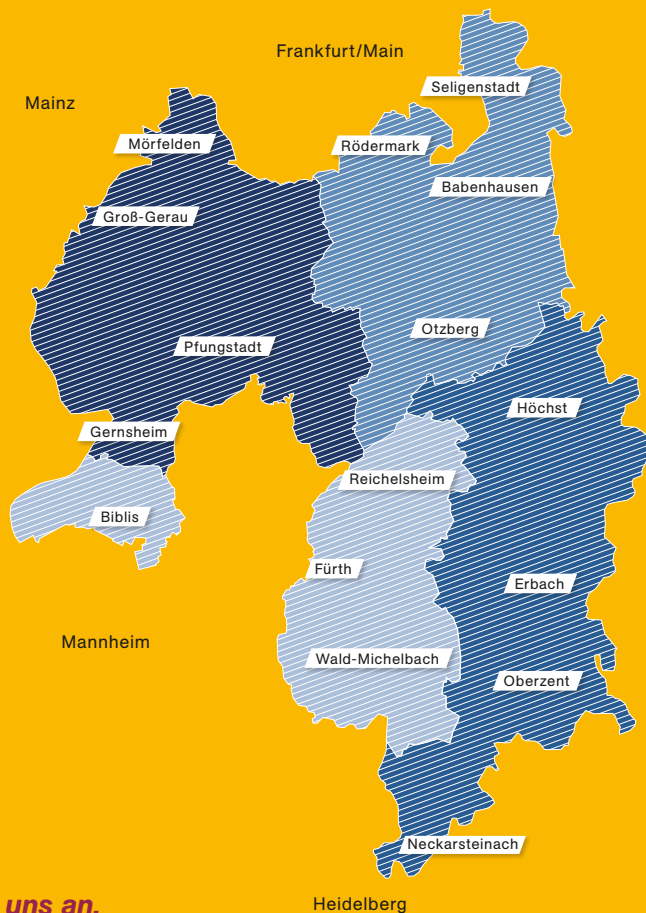 Frankfurt/Main
Seligenstadt
Mainz
Mörfelden
Rödermark
Babenhausen
Groß-Gerau
Otzberg
Pfungstadt
Höchst
Gernsheim
Reichelsheim
Biblis
Fürth
Erbach
Mannheim
Wald-Michelbach
Oberzent
Neckarsteinach
uns an.
Heidelberg